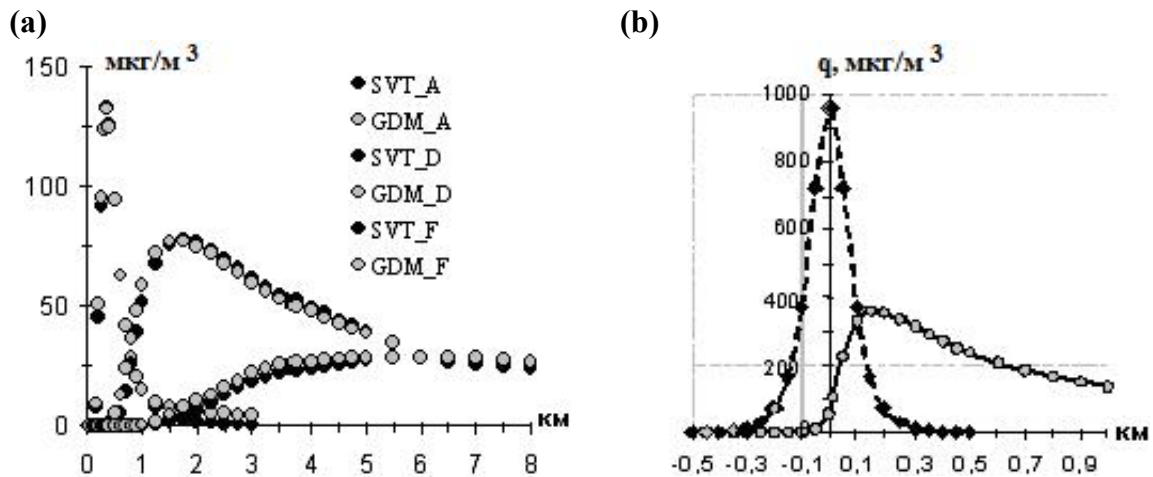 (a)
мкг/м 3
150
100
50
0
SVT_A
GDM_A
SVT_D
GDM_D
SVT_F
GDM_F
0 1 2 3 4 5 6 7 8
км
(b)
q, мкг/м 3
1000
800
600
400
200
0
-0,5 -0,3 -0,1 0,1 0,3 0,5 0,7 0,9
км